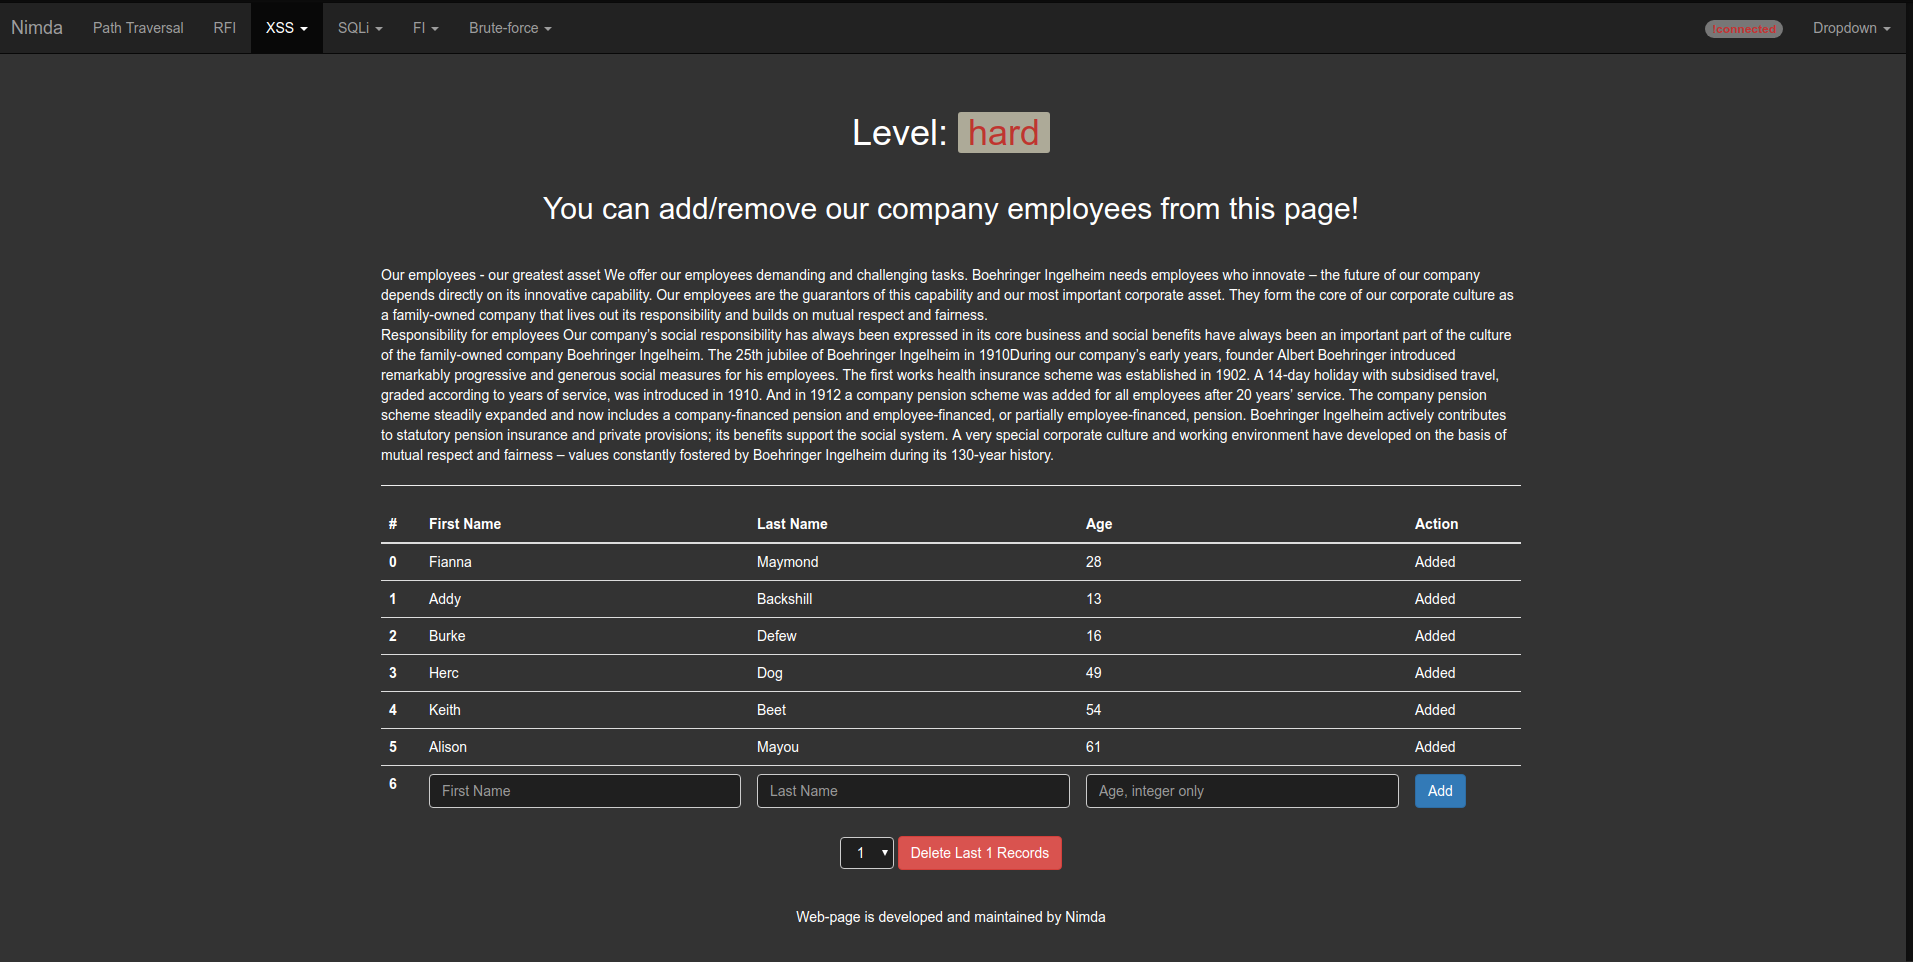 Nimda Path Traversal RFI XSS SQLi FI Brute-force !connected Dropdown
Level: hard
You can add/remove our company employees from this page!
Our employees - our greatest asset We offer our employees demanding and challenging tasks. Boehringer Ingelheim needs employees who innovate – the future of our company
depends directly on its innovative capability. Our employees are the guarantors of this capability and our most important corporate asset. They form the core of our corporate culture as
a family-owned company that lives out its responsibility and builds on mutual respect and fairness.
Responsibility for employees Our company’s social responsibility has always been expressed in its core business and social benefits have always been an important part of the culture
of the family-owned company Boehringer Ingelheim. The 25th jubilee of Boehringer Ingelheim in 1910During our company’s early years, founder Albert Boehringer introduced
remarkably progressive and generous social measures for his employees. The first works health insurance scheme was established in 1902. A 14-day holiday with subsidised travel,
graded according to years of service, was introduced in 1910. And in 1912 a company pension scheme was added for all employees after 20 years’ service. The company pension
scheme steadily expanded and now includes a company-financed pension and employee-financed, or partially employee-financed, pension. Boehringer Ingelheim actively contributes
to statutory pension insurance and private provisions; its benefits support the social system. A very special corporate culture and working environment have developed on the basis of
mutual respect and fairness – values constantly fostered by Boehringer Ingelheim during its 130-year history.
# First Name Last Name Age Action
0 Fianna Maymond 28 Added
1 Addy Backshill 13 Added
2 Burke Defew 16 Added
3 Herc Dog 49 Added
4 Keith Beet 54 Added
5 Alison Mayou 61 Added
6 First Name Last Name Age, integer only Add
1 Delete Last 1 Records
Web-page is developed and maintained by Nimda